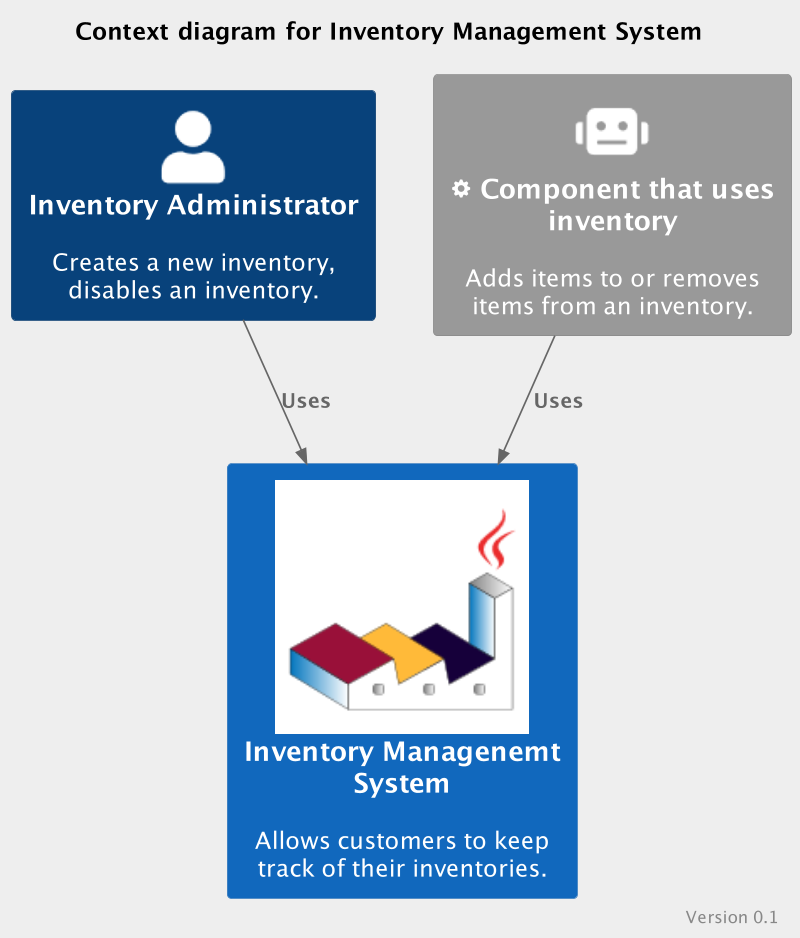 Context diagram for Inventory Management System
Inventory Administrator
Creates a new inventory,
disables an inventory.
Component that uses
inventory
Adds items to or removes
items from an inventory.
Uses
Uses
Inventory Managenemt
System
Allows customers to keep
track of their inventories.
Version 0.1